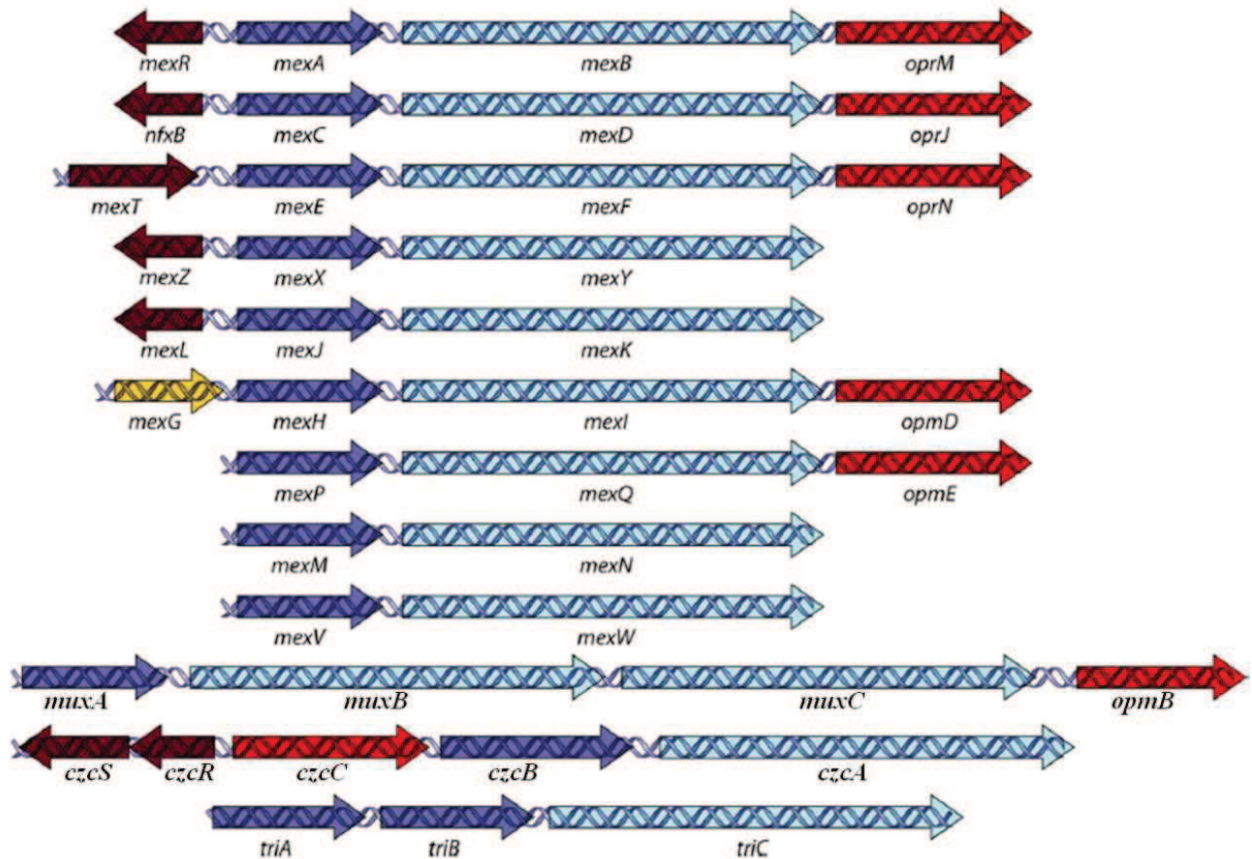 mexR mexA mexB oprM
nfxB mexC mexD oprJ
mexT mexE mexF oprN
mexZ mexX mexY
mexL mexJ mexK
mexG mexH mexI opmD
mexP mexQ opmE
mexM mexN
mexV mexW
muxA muxB muxC opmB
czcS czcR czcC czcB czcA
triA triB triC